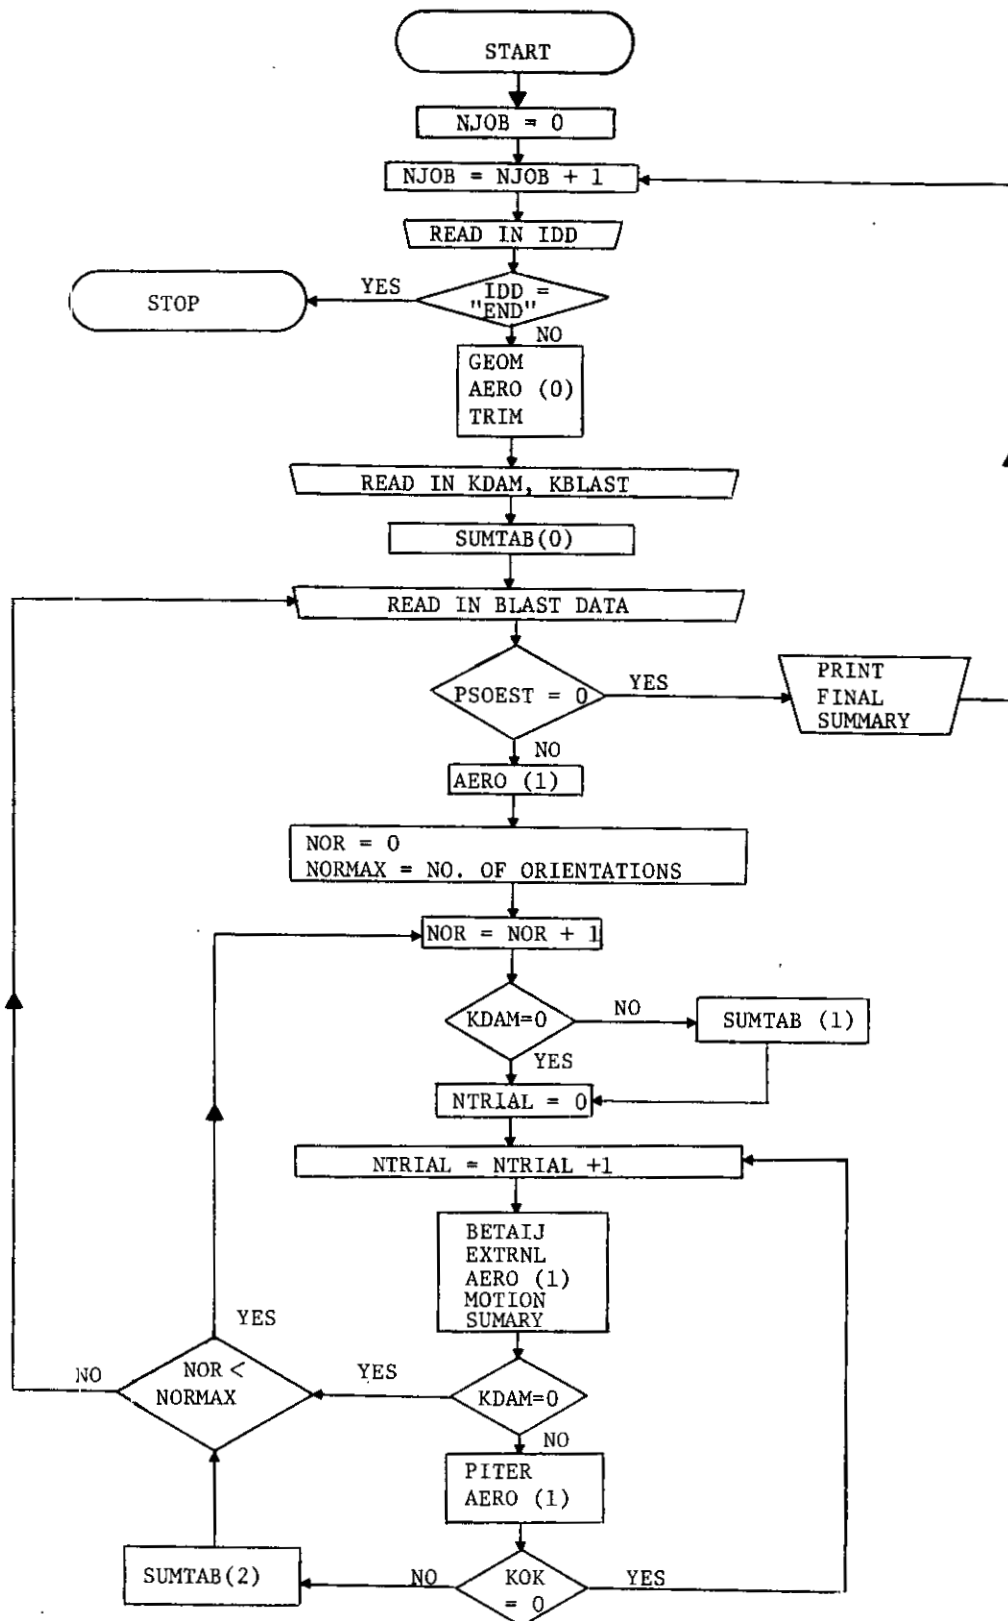 START
NJOB = 0
NJOB = NJOB + 1
READ IN IDD
IDD =
"END"
YES
STOP
NO
GEOM
AERO (0)
TRIM
READ IN KDAM, KBLAST
SUMTAB(0)
READ IN BLAST DATA
PSOEST = 0
YES
PRINT
FINAL
SUMMARY
NO
AERO (1)
NOR = 0
NORMAX = NO. OF ORIENTATIONS
NOR = NOR + 1
KDAM=0
NO
SUMTAB (1)
YES
NTRIAL = 0
NTRIAL = NTRIAL +1
BETAIJ
EXTRNL
AERO (1)
MOTION
SUMARY
YES
NO
NOR <
NORMAX
YES
KDAM=0
NO
PITER
AERO (1)
SUMTAB(2)
NO
KOK
= 0
YES